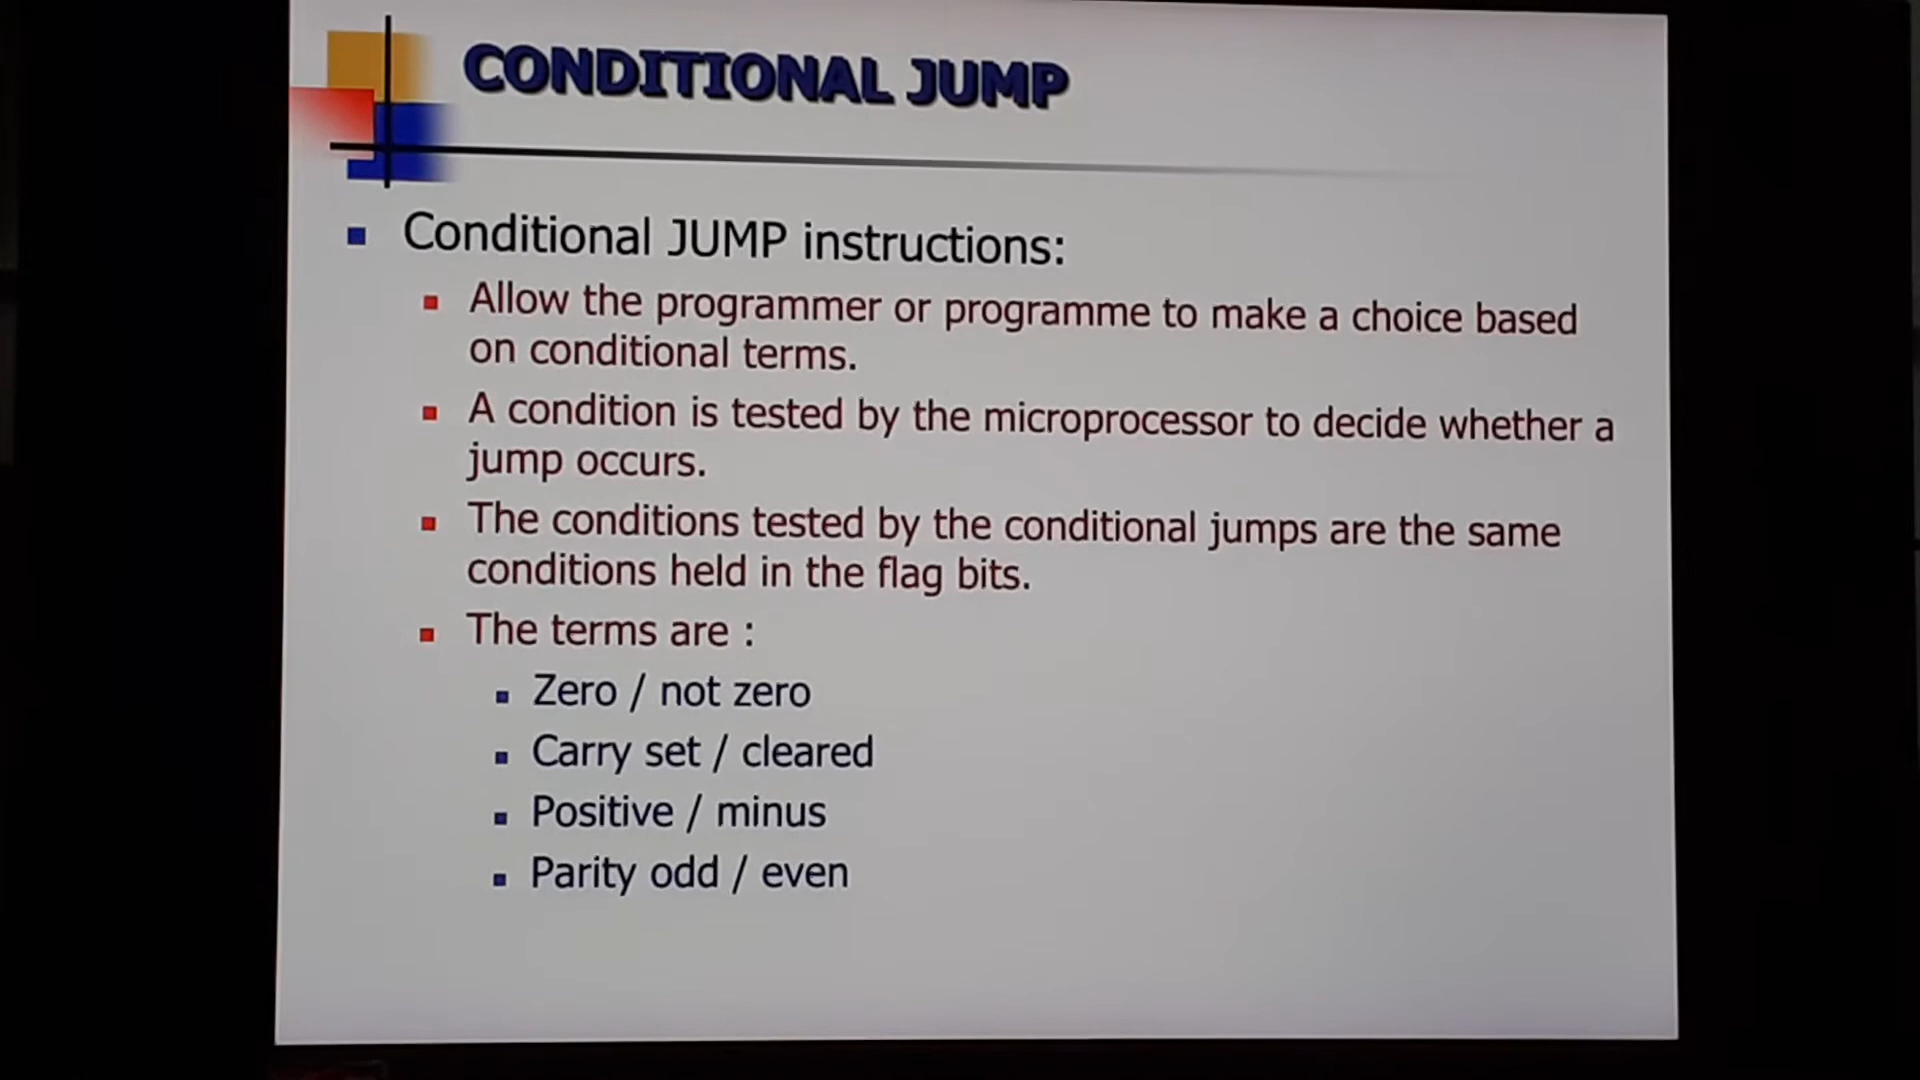 CONDITIONAL JUMP
Conditional JUMP instructions:
Allow the programmer or programme to make a choice based
on conditional terms.
A condition is tested by the microprocessor to decide whether a
jump occurs.
The conditions tested by the conditional jumps are the same
conditions held in the flag bits.
The terms are :
Zero / not zero
Carry set / cleared
Positive / minus
Parity odd / even